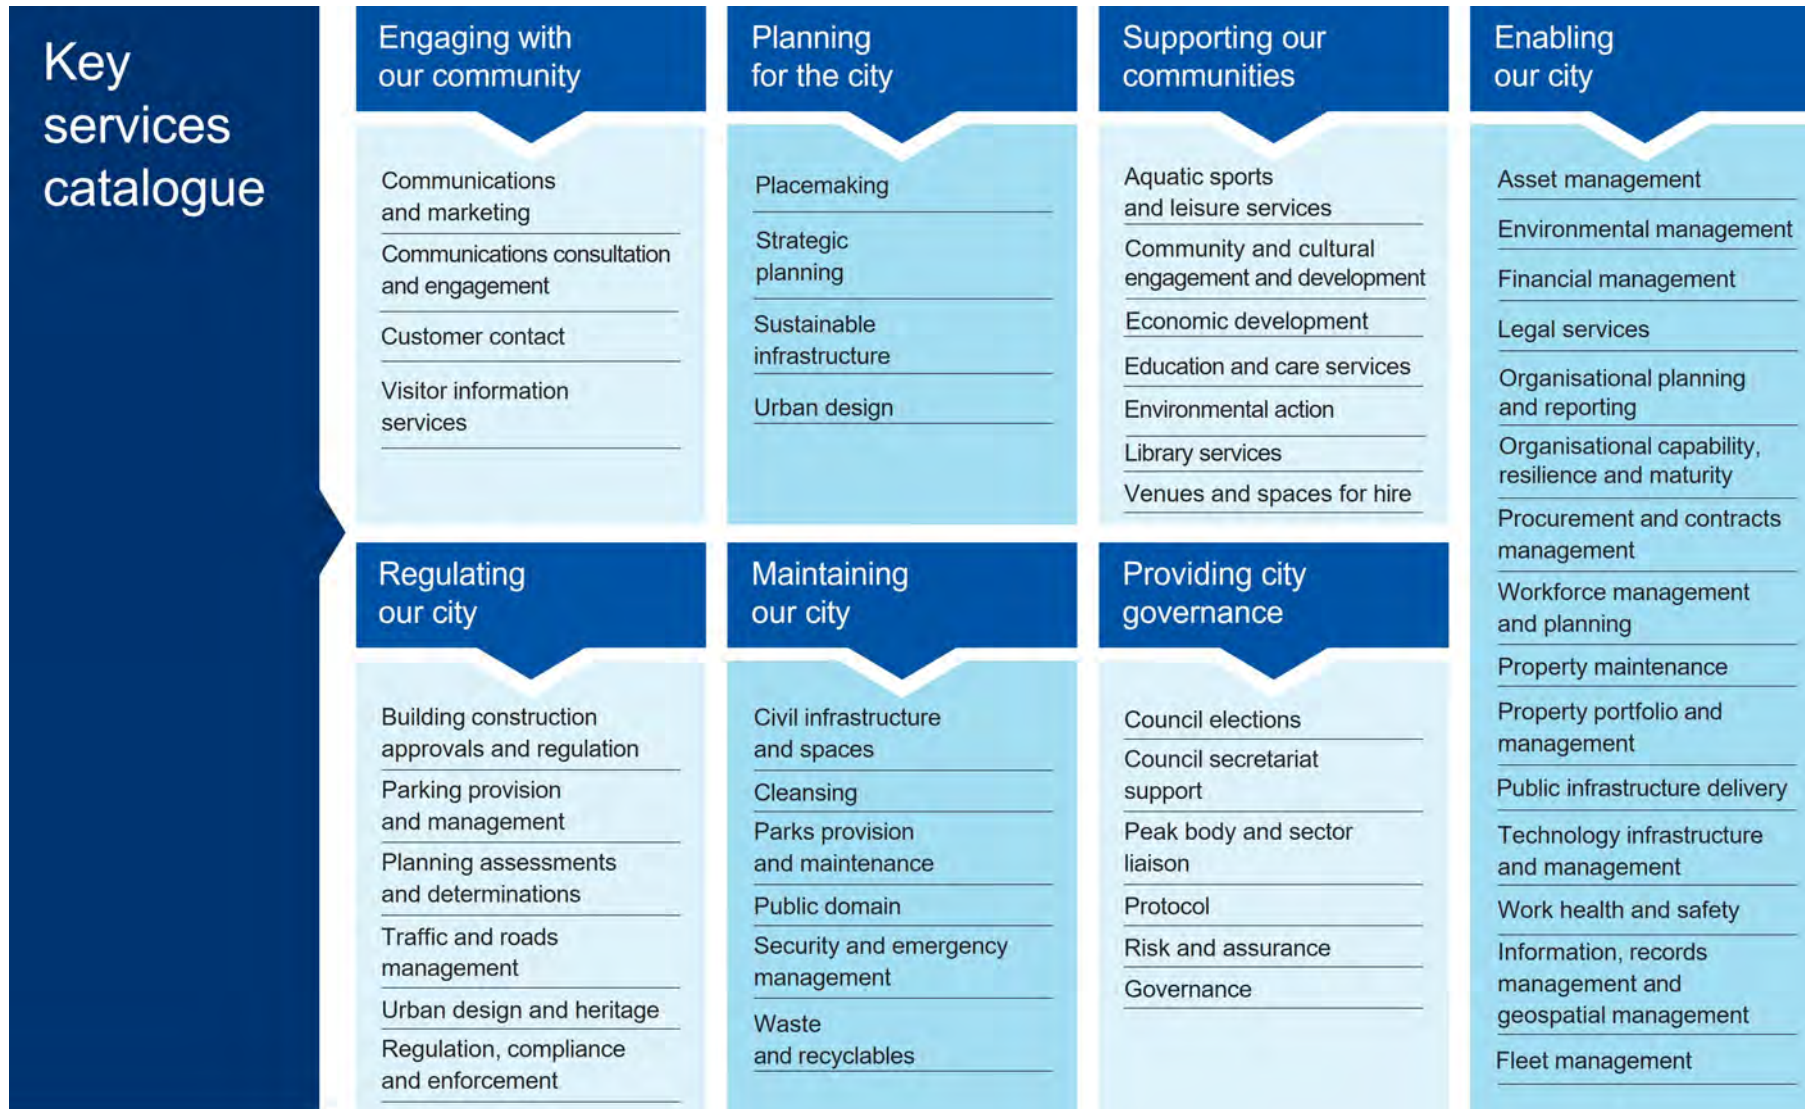 Key
services
catalogue
Engaging with
our community
Communications
and marketing
Communications consultation
and engagement
Customer contact
Visitor information
services
Planning
for the city
Placemaking
Strategic
planning
Sustainable
infrastructure
Urban design
Supporting our
communities
Aquatic sports
and leisure services
Community and cultural
engagement and development
Economic development
Education and care services
Environmental action
Library services
Venues and spaces for hire
Enabling
our city
Asset management
Environmental management
Financial management
Legal services
Organisational planning
and reporting
Organisational capability,
resilience and maturity
Procurement and contracts
management
Workforce management
and planning
Property maintenance
Property portfolio and
management
Public infrastructure delivery
Technology infrastructure
and management
Work health and safety
Information, records
management and
geospatial management
Fleet management
Regulating
our city
Building construction
approvals and regulation
Parking provision
and management
Planning assessments
and determinations
Traffic and roads
management
Urban design and heritage
Regulation, compliance
and enforcement
Maintaining
our city
Civil infrastructure
and spaces
Cleansing
Parks provision
and maintenance
Public domain
Security and emergency
management
Waste
and recyclables
Providing city
governance
Council elections
Council secretariat
support
Peak body and sector
liaison
Protocol
Risk and assurance
Governance